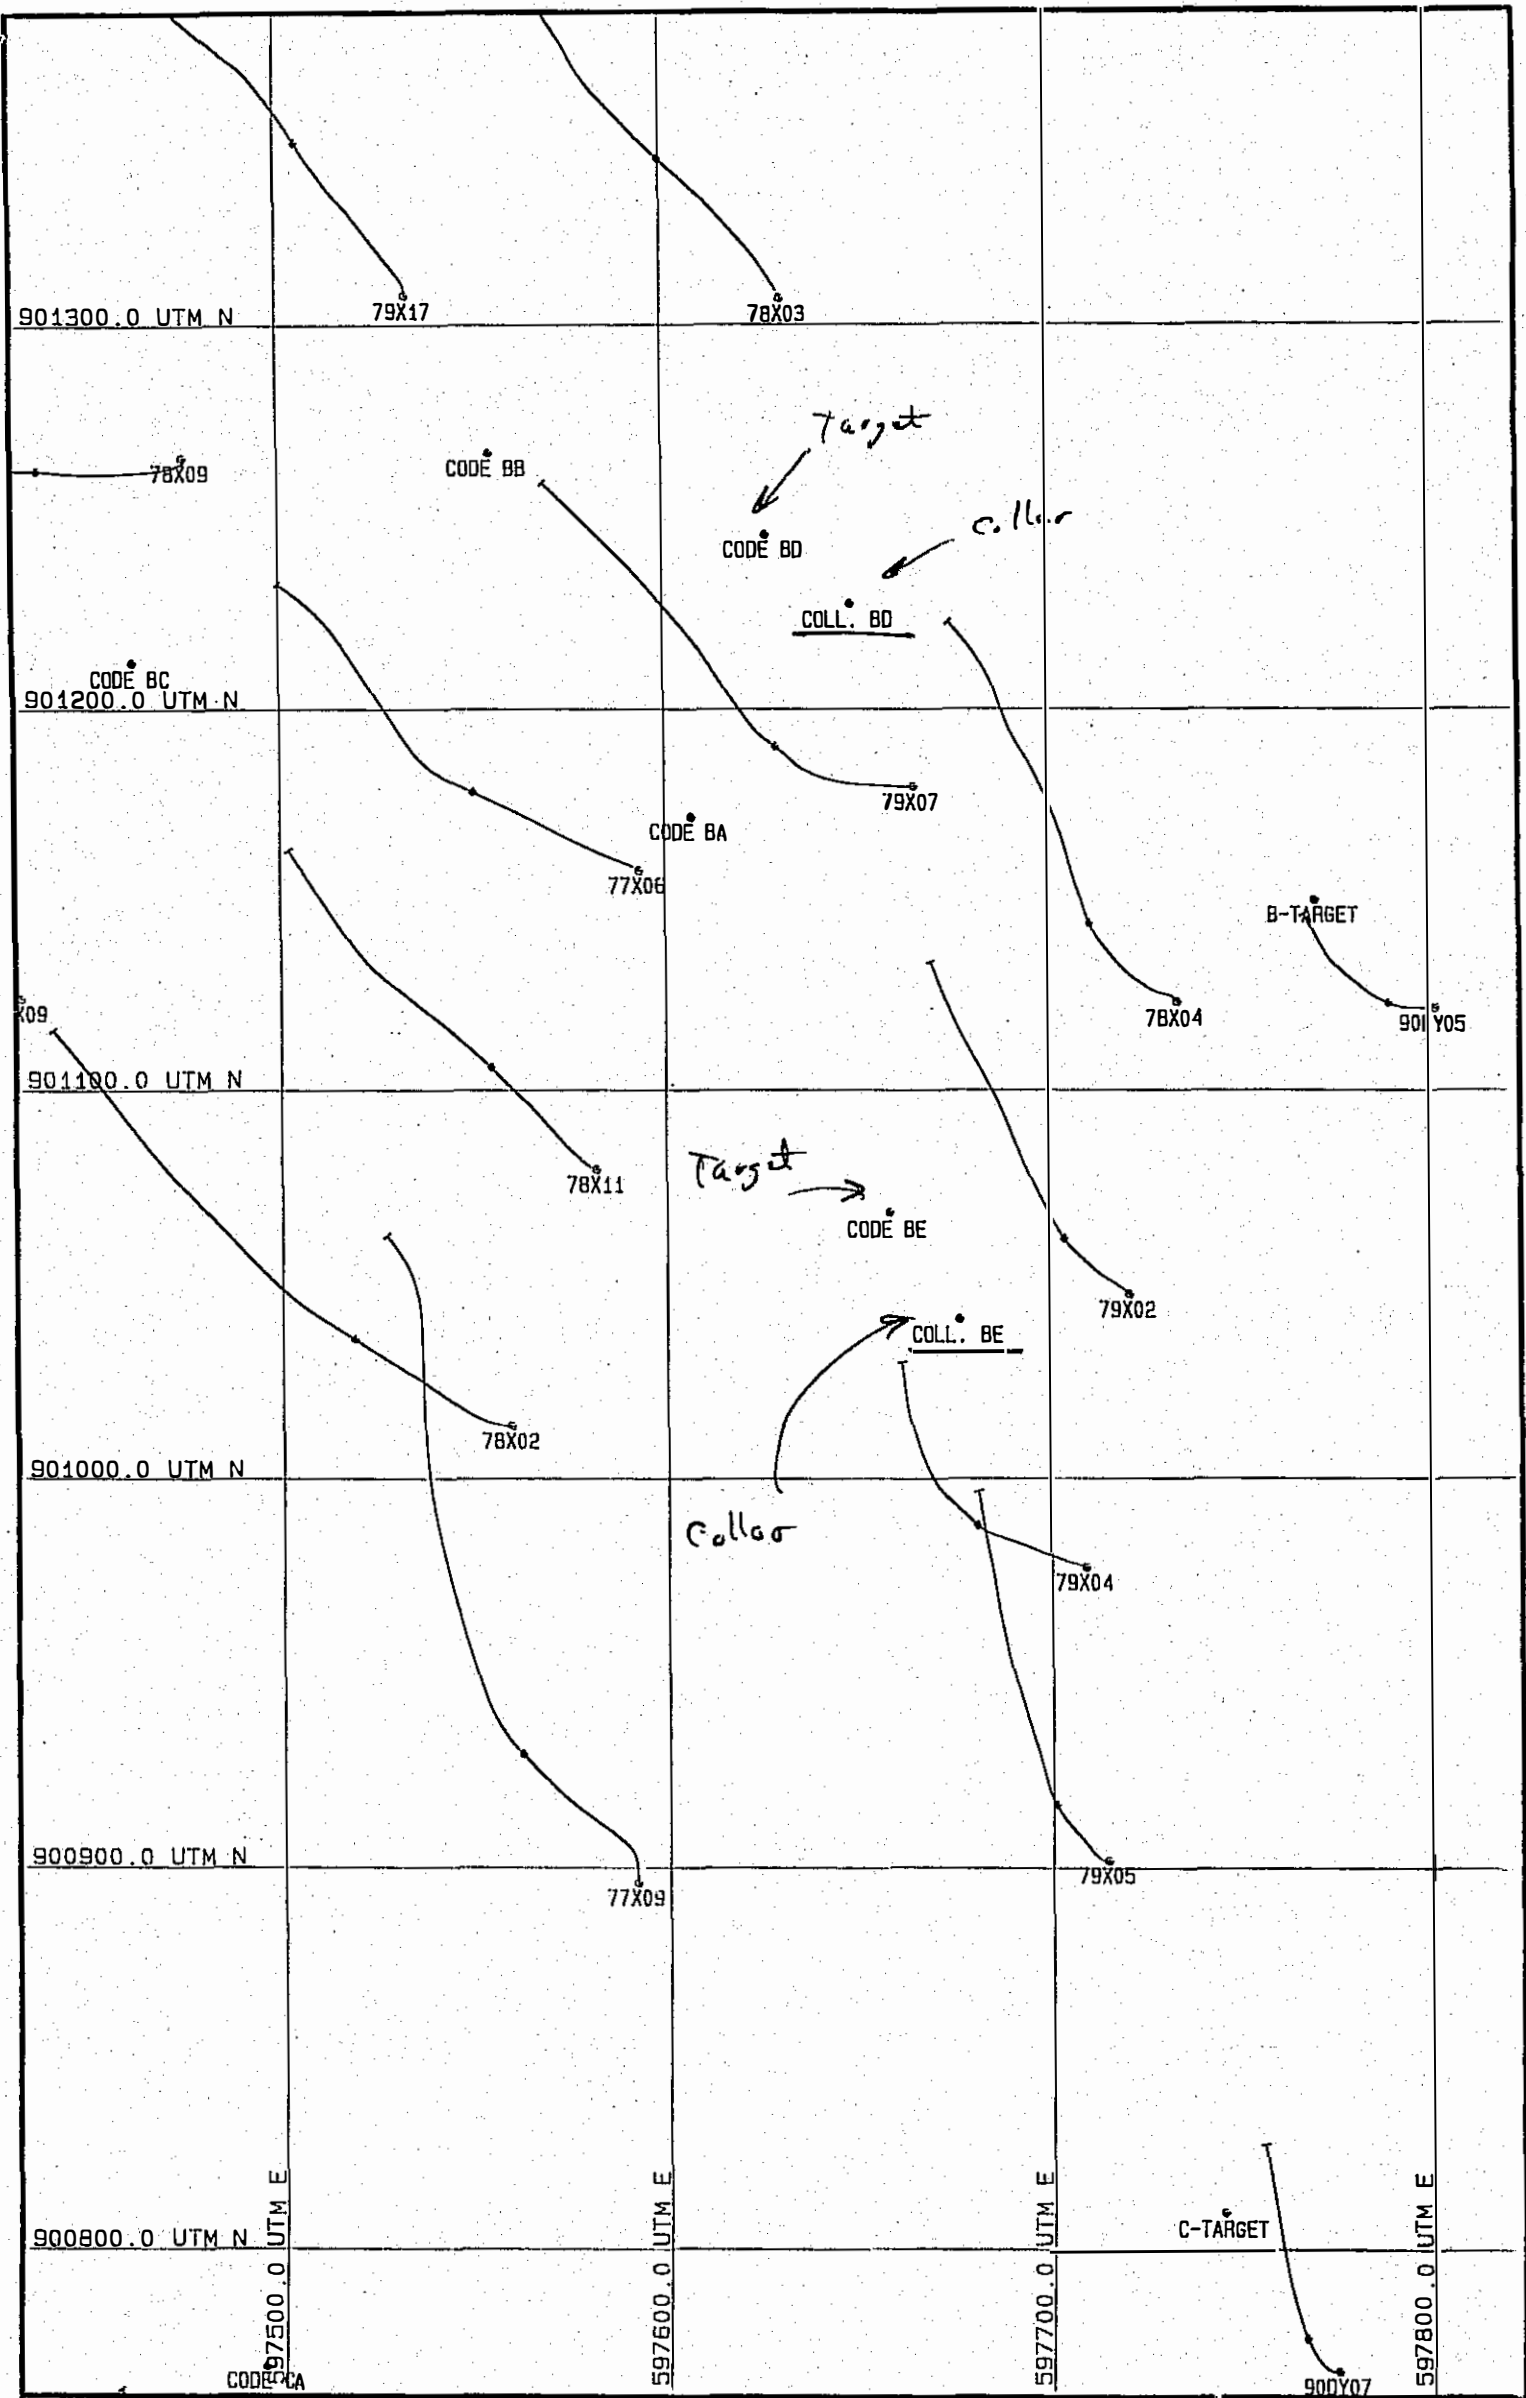 79X17
78X03
901300.0 UTM N
Target
78X09
CODE BB
CODE BD
Collar
COLL. BD
CODE BC
901200.0 UTM N
79X07
CODE BA
77X06
B-TARGET
X09
78X04
901 Y05
901100.0 UTM N
78X11
Target
CODE BE
79X02
COLL. BE
78X02
901000.0 UTM N
Collar
79X04
900900.0 UTM N
79X05
77X09
C-TARGET
900800.0 UTM N
97500.0 UTM E
597600.0 UTM E
597700.0 UTM E
597800.0 UTM E
CODE CA
900Y07